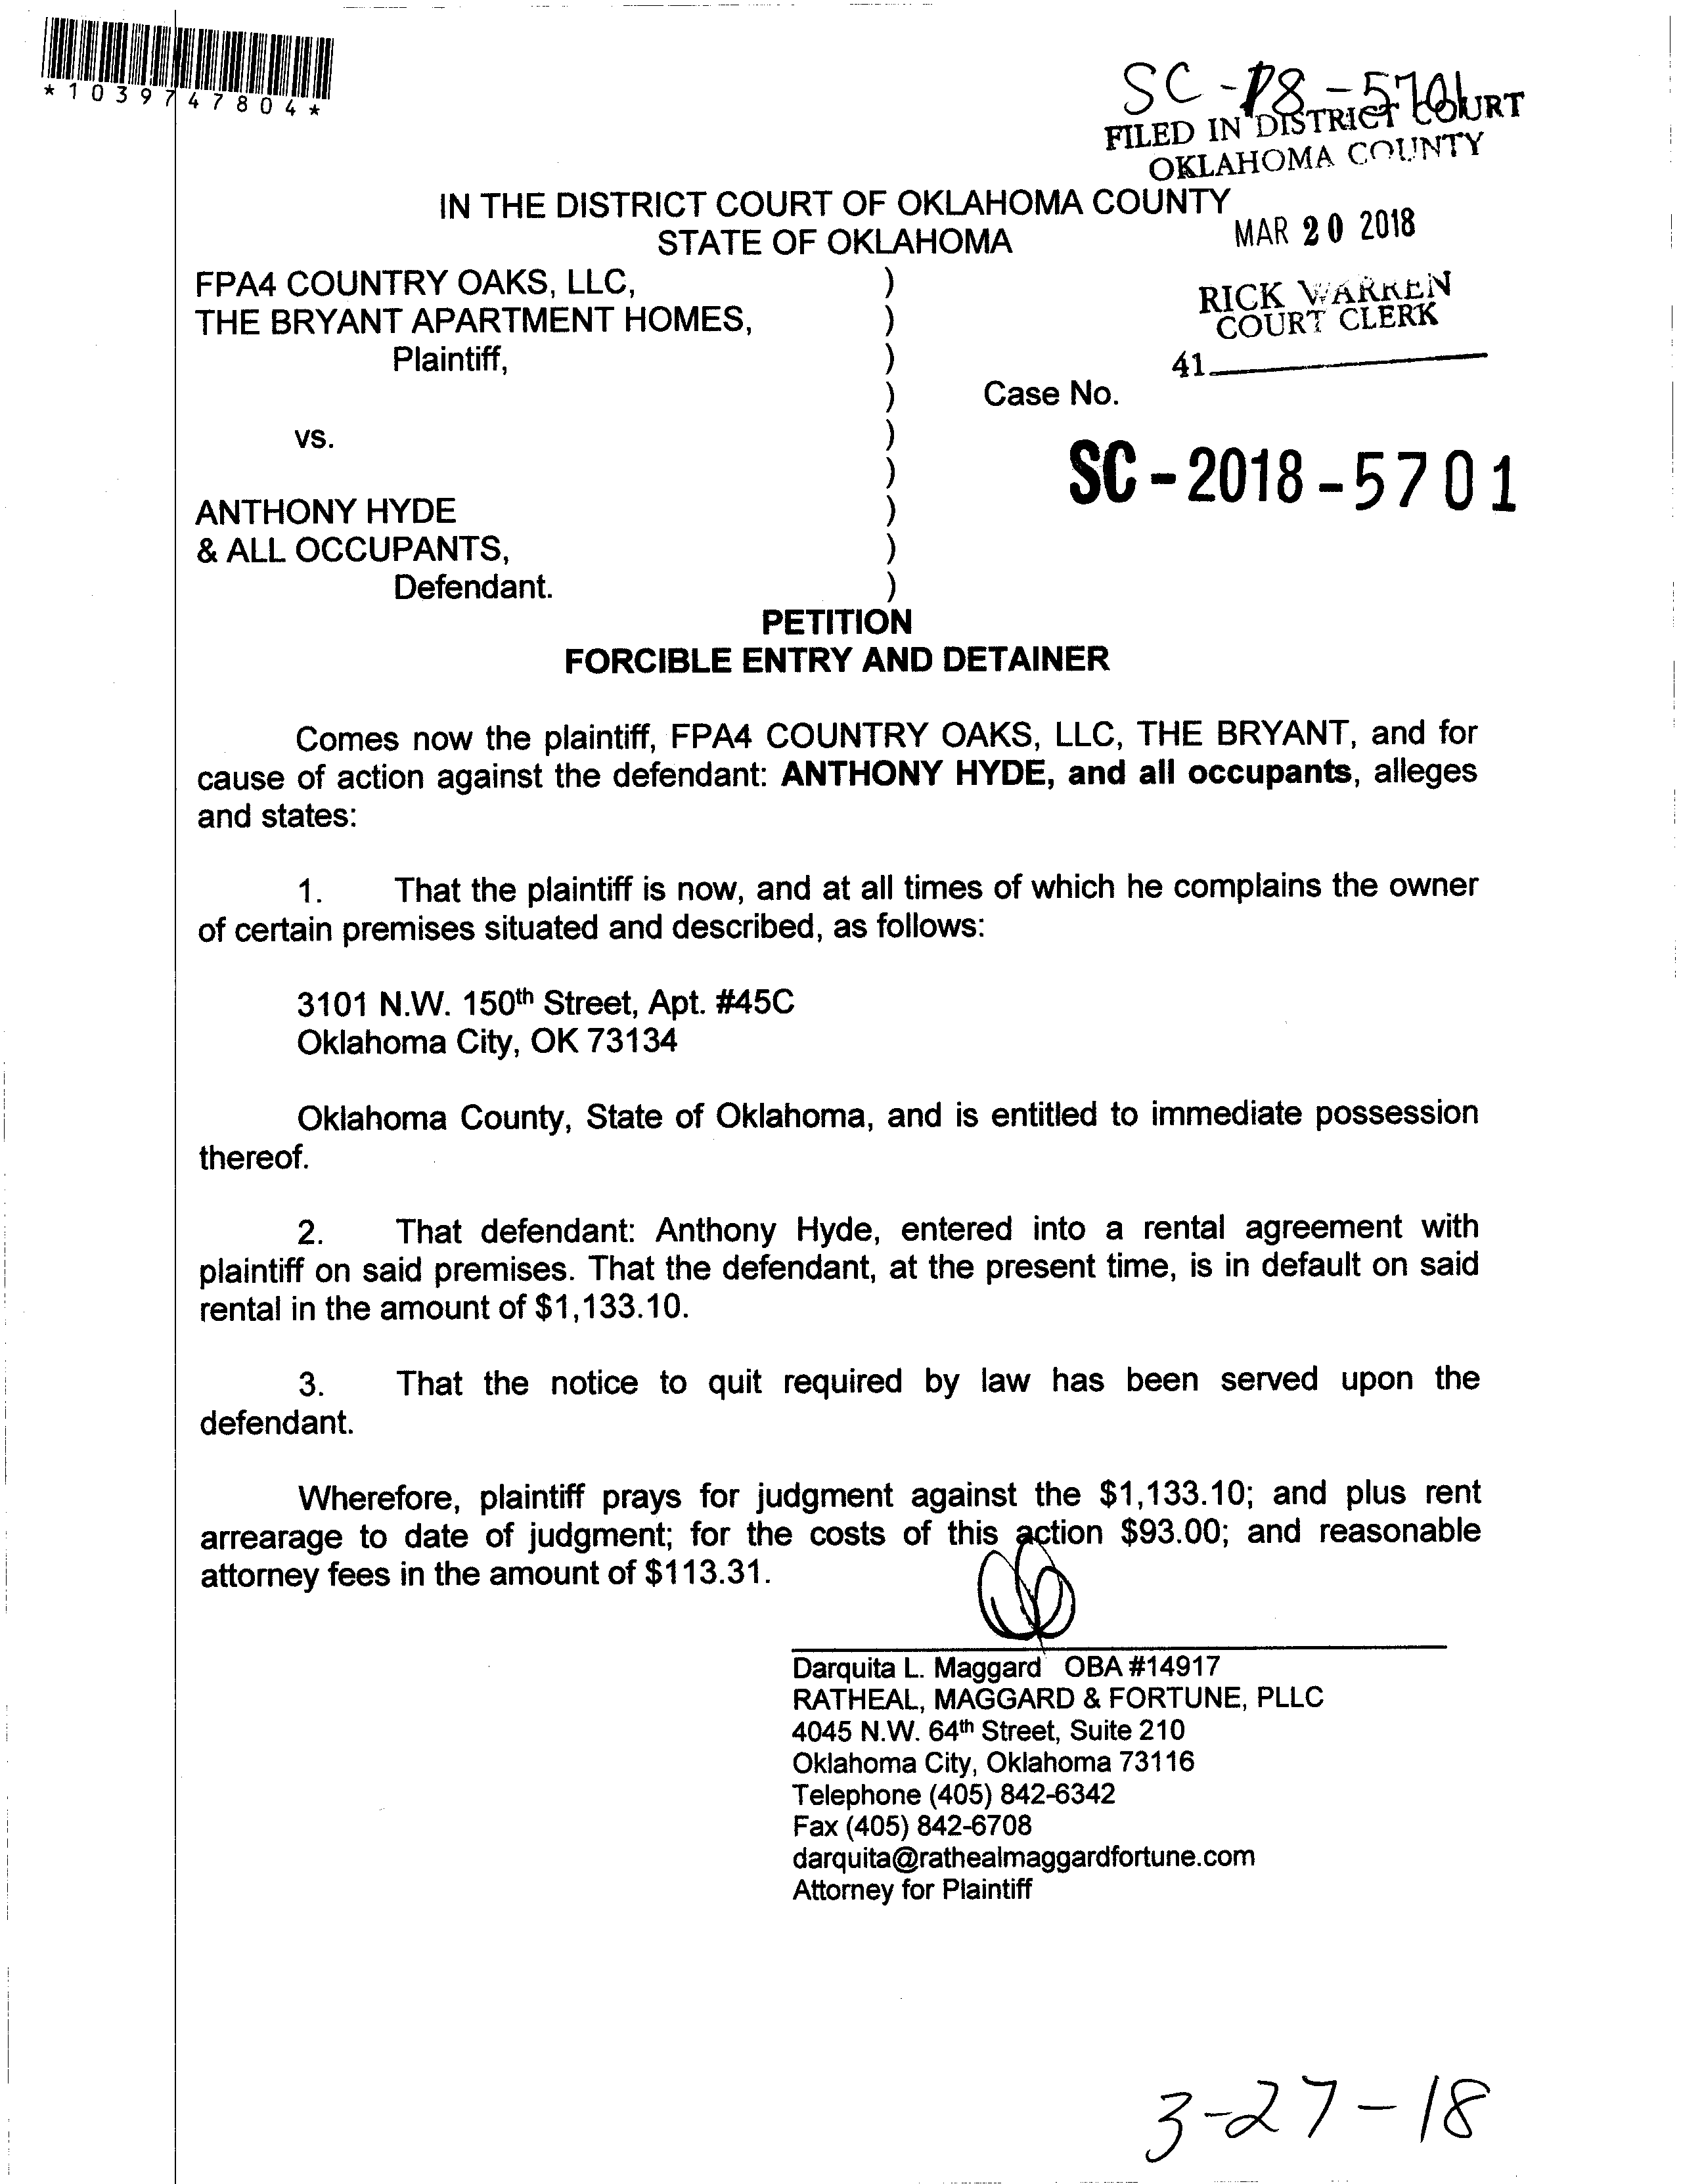 *1039747804*
SC-18-5701
FILED IN DISTRICT COURT
OKLAHOMA COUNTY
IN THE DISTRICT COURT OF OKLAHOMA COUNTY
STATE OF OKLAHOMA
MAR 20 2018
FPA4 COUNTRY OAKS, LLC, )
THE BRYANT APARTMENT HOMES, )
Plaintiff, )
RICK WARREN
COURT CLERK
41
) Case No.
vs. )
)
SC-2018-5701
ANTHONY HYDE )
& ALL OCCUPANTS, )
Defendant. )
PETITION
FORCIBLE ENTRY AND DETAINER
Comes now the plaintiff, FPA4 COUNTRY OAKS, LLC, THE BRYANT, and for
cause of action against the defendant: ANTHONY HYDE, and all occupants, alleges
and states:
1. That the plaintiff is now, and at all times of which he complains the owner
of certain premises situated and described, as follows:
3101 N.W. 150th Street, Apt. #45C
Oklahoma City, OK 73134
Oklahoma County, State of Oklahoma, and is entitled to immediate possession
thereof.
2. That defendant: Anthony Hyde, entered into a rental agreement with
plaintiff on said premises. That the defendant, at the present time, is in default on said
rental in the amount of $1,133.10.
3. That the notice to quit required by law has been served upon the
defendant.
Wherefore, plaintiff prays for judgment against the $1,133.10; and plus rent
arrearage to date of judgment; for the costs of this action $93.00; and reasonable
attorney fees in the amount of $113.31.
Darquita L. Maggard OBA #14917
RATHEAL, MAGGARD & FORTUNE, PLLC
4045 N.W. 64th Street, Suite 210
Oklahoma City, Oklahoma 73116
Telephone (405) 842-6342
Fax (405) 842-6708
darquita@rathealmaggardfortune.com
Attorney for Plaintiff
3-27-18